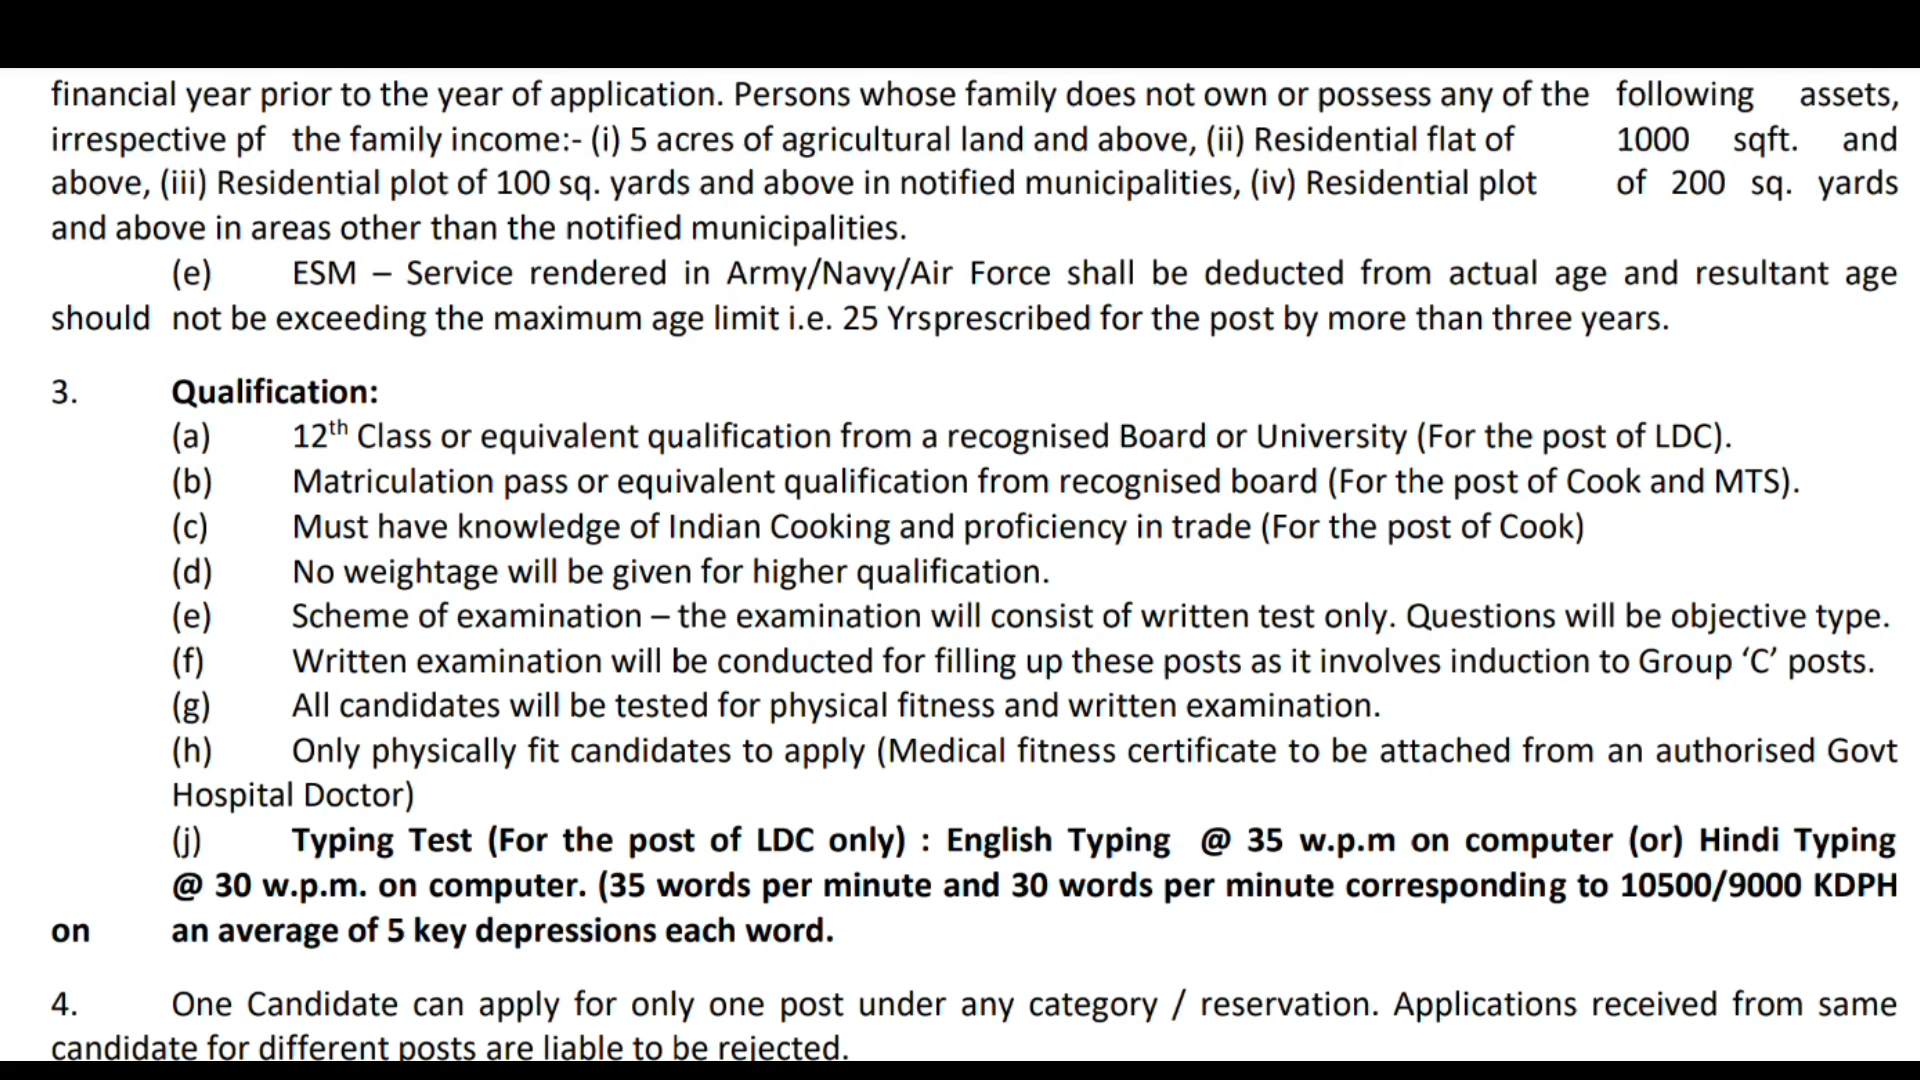 financial year prior to the year of application. Persons whose family does not own or possess any of the following assets,
irrespective pf the family income:- (i) 5 acres of agricultural land and above, (ii) Residential flat of 1000 sqft. and
above, (iii) Residential plot of 100 sq. yards and above in notified municipalities, (iv) Residential plot of 200 sq. yards
and above in areas other than the notified municipalities.
(e) ESM – Service rendered in Army/Navy/Air Force shall be deducted from actual age and resultant age
should not be exceeding the maximum age limit i.e. 25 Yrsprescribed for the post by more than three years.
3. Qualification:
(a) 12th Class or equivalent qualification from a recognised Board or University (For the post of LDC).
(b) Matriculation pass or equivalent qualification from recognised board (For the post of Cook and MTS).
(c) Must have knowledge of Indian Cooking and proficiency in trade (For the post of Cook)
(d) No weightage will be given for higher qualification.
(e) Scheme of examination – the examination will consist of written test only. Questions will be objective type.
(f) Written examination will be conducted for filling up these posts as it involves induction to Group ‘C’ posts.
(g) All candidates will be tested for physical fitness and written examination.
(h) Only physically fit candidates to apply (Medical fitness certificate to be attached from an authorised Govt
Hospital Doctor)
(j) Typing Test (For the post of LDC only) : English Typing @ 35 w.p.m on computer (or) Hindi Typing
@ 30 w.p.m. on computer. (35 words per minute and 30 words per minute corresponding to 10500/9000 KDPH
on an average of 5 key depressions each word.
4. One Candidate can apply for only one post under any category / reservation. Applications received from same
candidate for different posts are liable to be rejected.